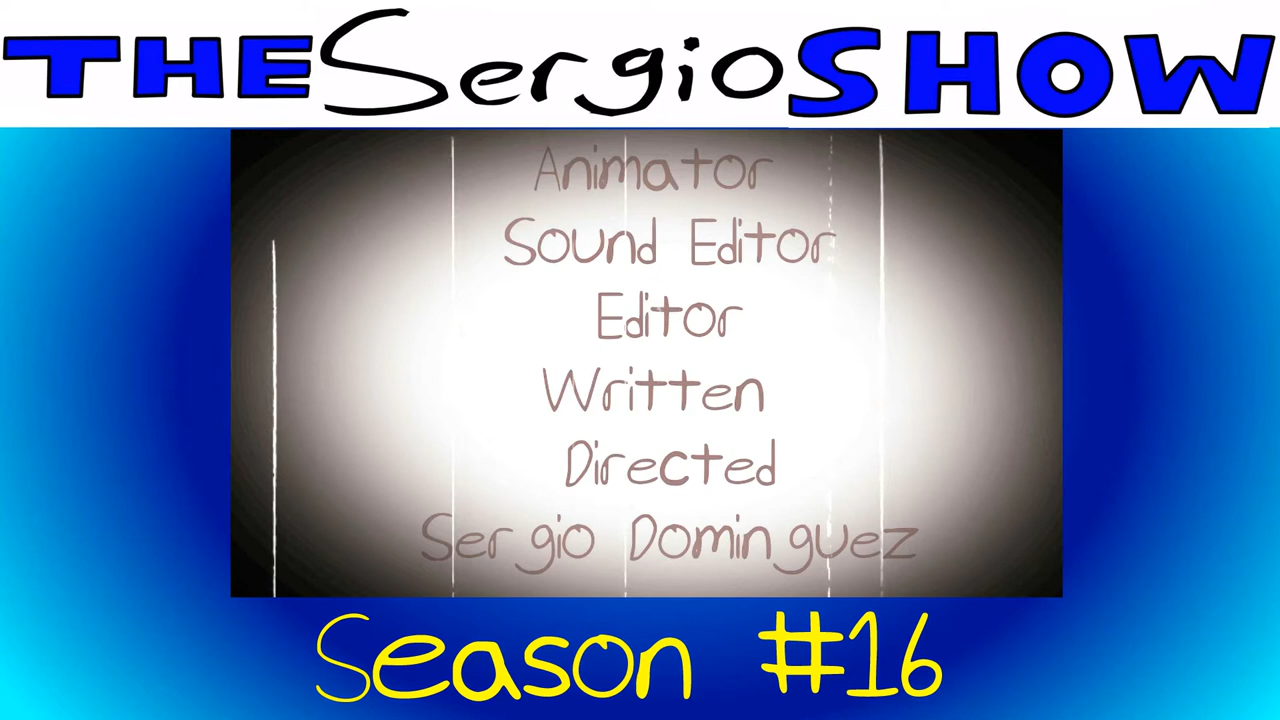 THE Sergio SHOW
Animator
Sound Editor
Editor
Written
Directed
Sergio Dominguez
Season #16